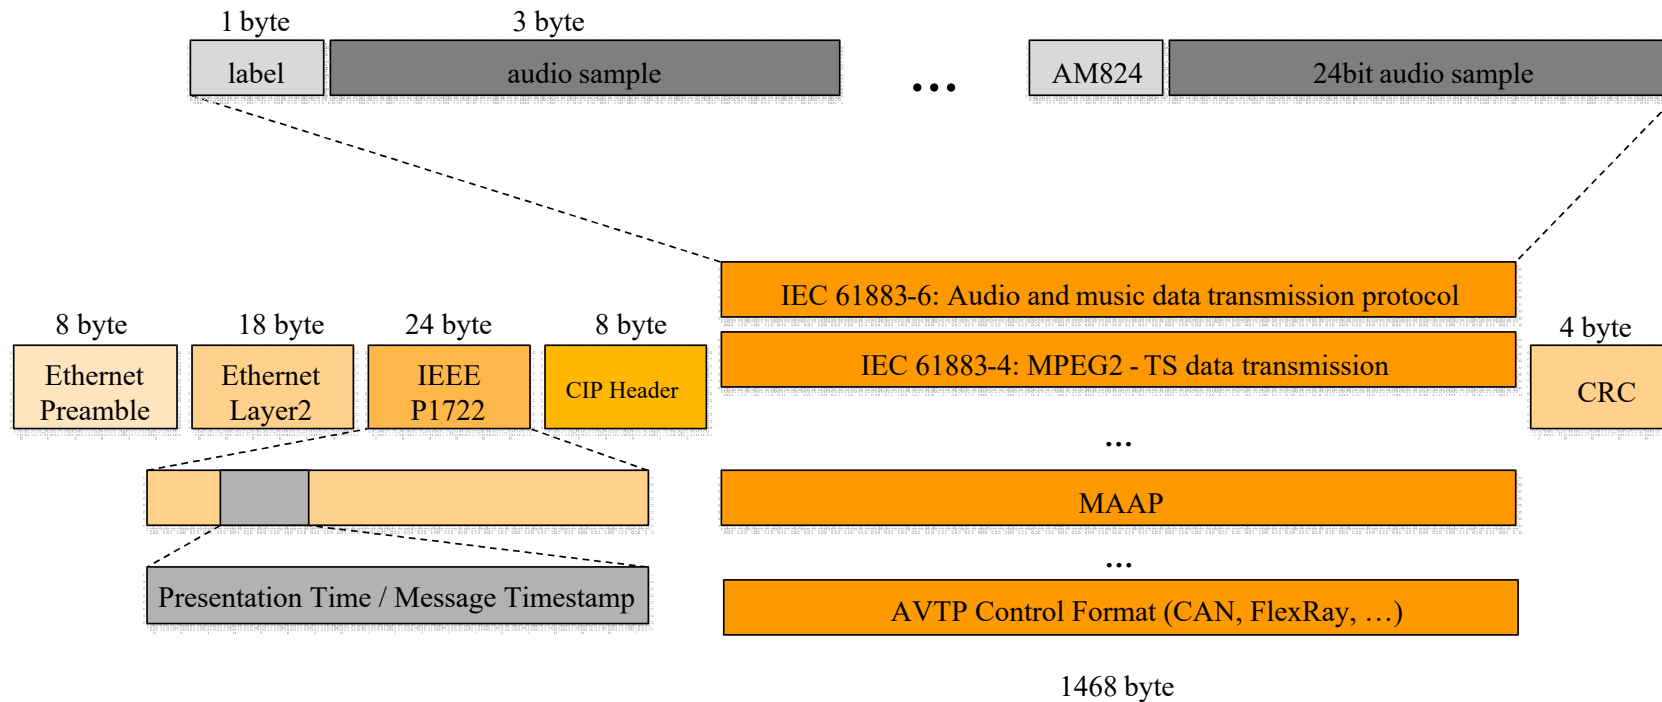 1 byte
3 byte
label
audio sample
...
AM824
24bit audio sample
IEC 61883-6: Audio and music data transmission protocol
8 byte
18 byte
24 byte
8 byte
4 byte
Ethernet
Preamble
Ethernet
Layer2
IEEE
P1722
CIP Header
IEC 61883-4: MPEG2 - TS data transmission
CRC
...
MAAP
...
Presentation Time / Message Timestamp
AVTP Control Format (CAN, FlexRay, …)
1468 byte